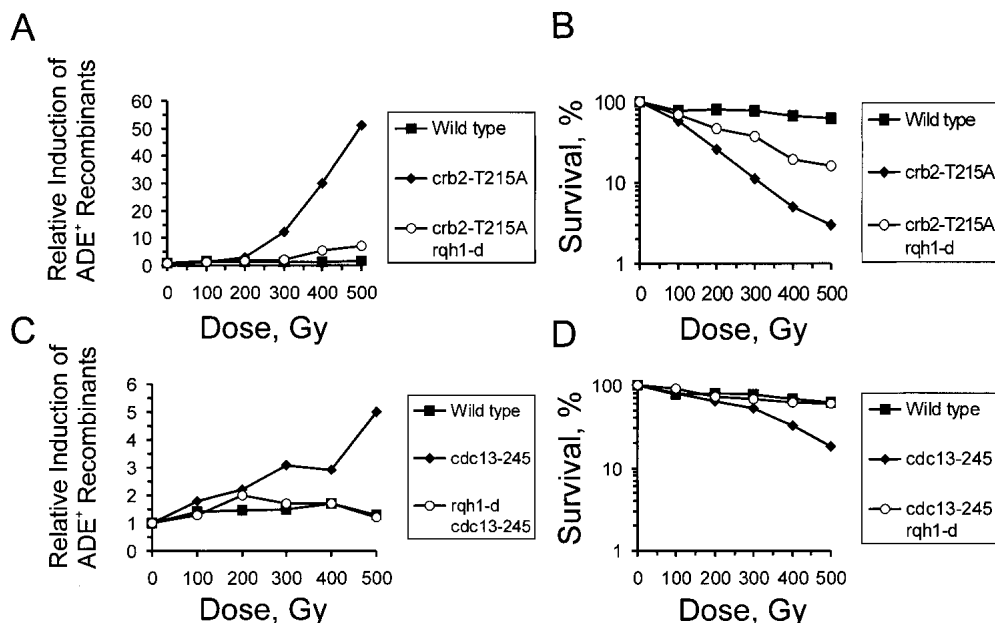 A
Relative Induction of
ADE+ Recombinants
60
50
40
30
20
10
0
0 100 200 300 400 500
Dose, Gy
Wild type
crb2-T215A
crb2-T215A
rqh1-d
B
Survival, %
100
10
1
0 100 200 300 400 500
Dose, Gy
Wild type
crb2-T215A
crb2-T215A
rqh1-d
C
Relative Induction of
ADE+ Recombinants
6
5
4
3
2
1
0
0 100 200 300 400 500
Dose, Gy
Wild type
cdc13-245
rqh1-d
cdc13-245
D
Survival, %
100
10
1
0 100 200 300 400 500
Dose, Gy
Wild type
cdc13-245
cdc13-245
rqh1-d